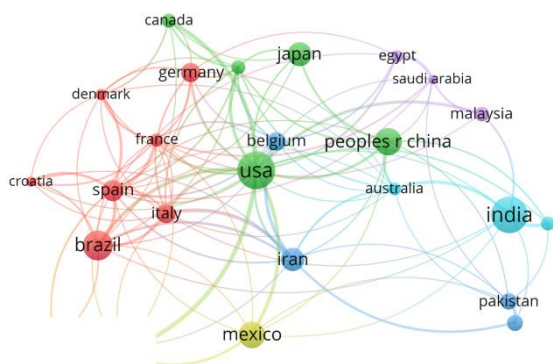 canada
japan
germany
egypt
saudi arabia
denmark
malaysia
france
belgium
peoples r china
usa
croatia
spain
australia
italy
india
brazil
iran
pakistan
mexico